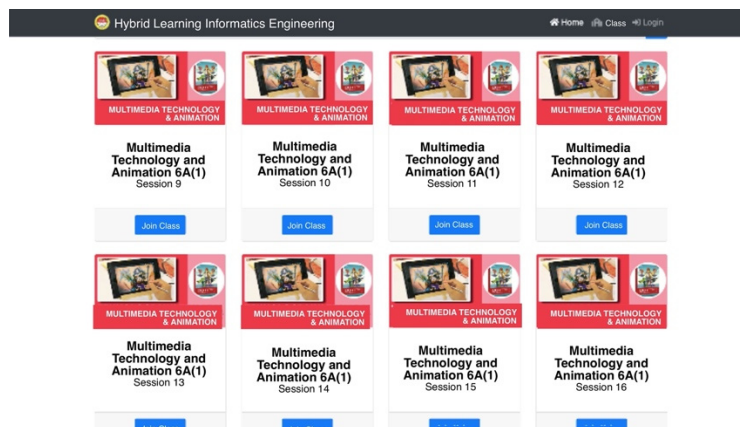 Hybrid Learning Informatics Engineering
Home Class Login
MULTIMEDIA TECHNOLOGY
& ANIMATION
Multimedia
Technology and
Animation 6A(1)
Session 9
Join Class
MULTIMEDIA TECHNOLOGY
& ANIMATION
Multimedia
Technology and
Animation 6A(1)
Session 10
Join Class
MULTIMEDIA TECHNOLOGY
& ANIMATION
Multimedia
Technology and
Animation 6A(1)
Session 11
Join Class
MULTIMEDIA TECHNOLOGY
& ANIMATION
Multimedia
Technology and
Animation 6A(1)
Session 12
Join Class
MULTIMEDIA TECHNOLOGY
& ANIMATION
Multimedia
Technology and
Animation 6A(1)
Session 13
MULTIMEDIA TECHNOLOGY
& ANIMATION
Multimedia
Technology and
Animation 6A(1)
Session 14
MULTIMEDIA TECHNOLOGY
& ANIMATION
Multimedia
Technology and
Animation 6A(1)
Session 15
MULTIMEDIA TECHNOLOGY
& ANIMATION
Multimedia
Technology and
Animation 6A(1)
Session 16